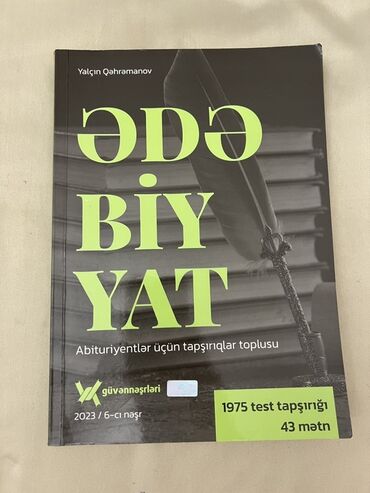 Yalçın Qəhrəmanov
ƏDƏ
BİY
YAT
Abituriyentlər üçün tapşırıqlar toplusu
güvənnəşrləri
2023 / 6-cı nəşr
1975 test tapşırığı
43 mətn